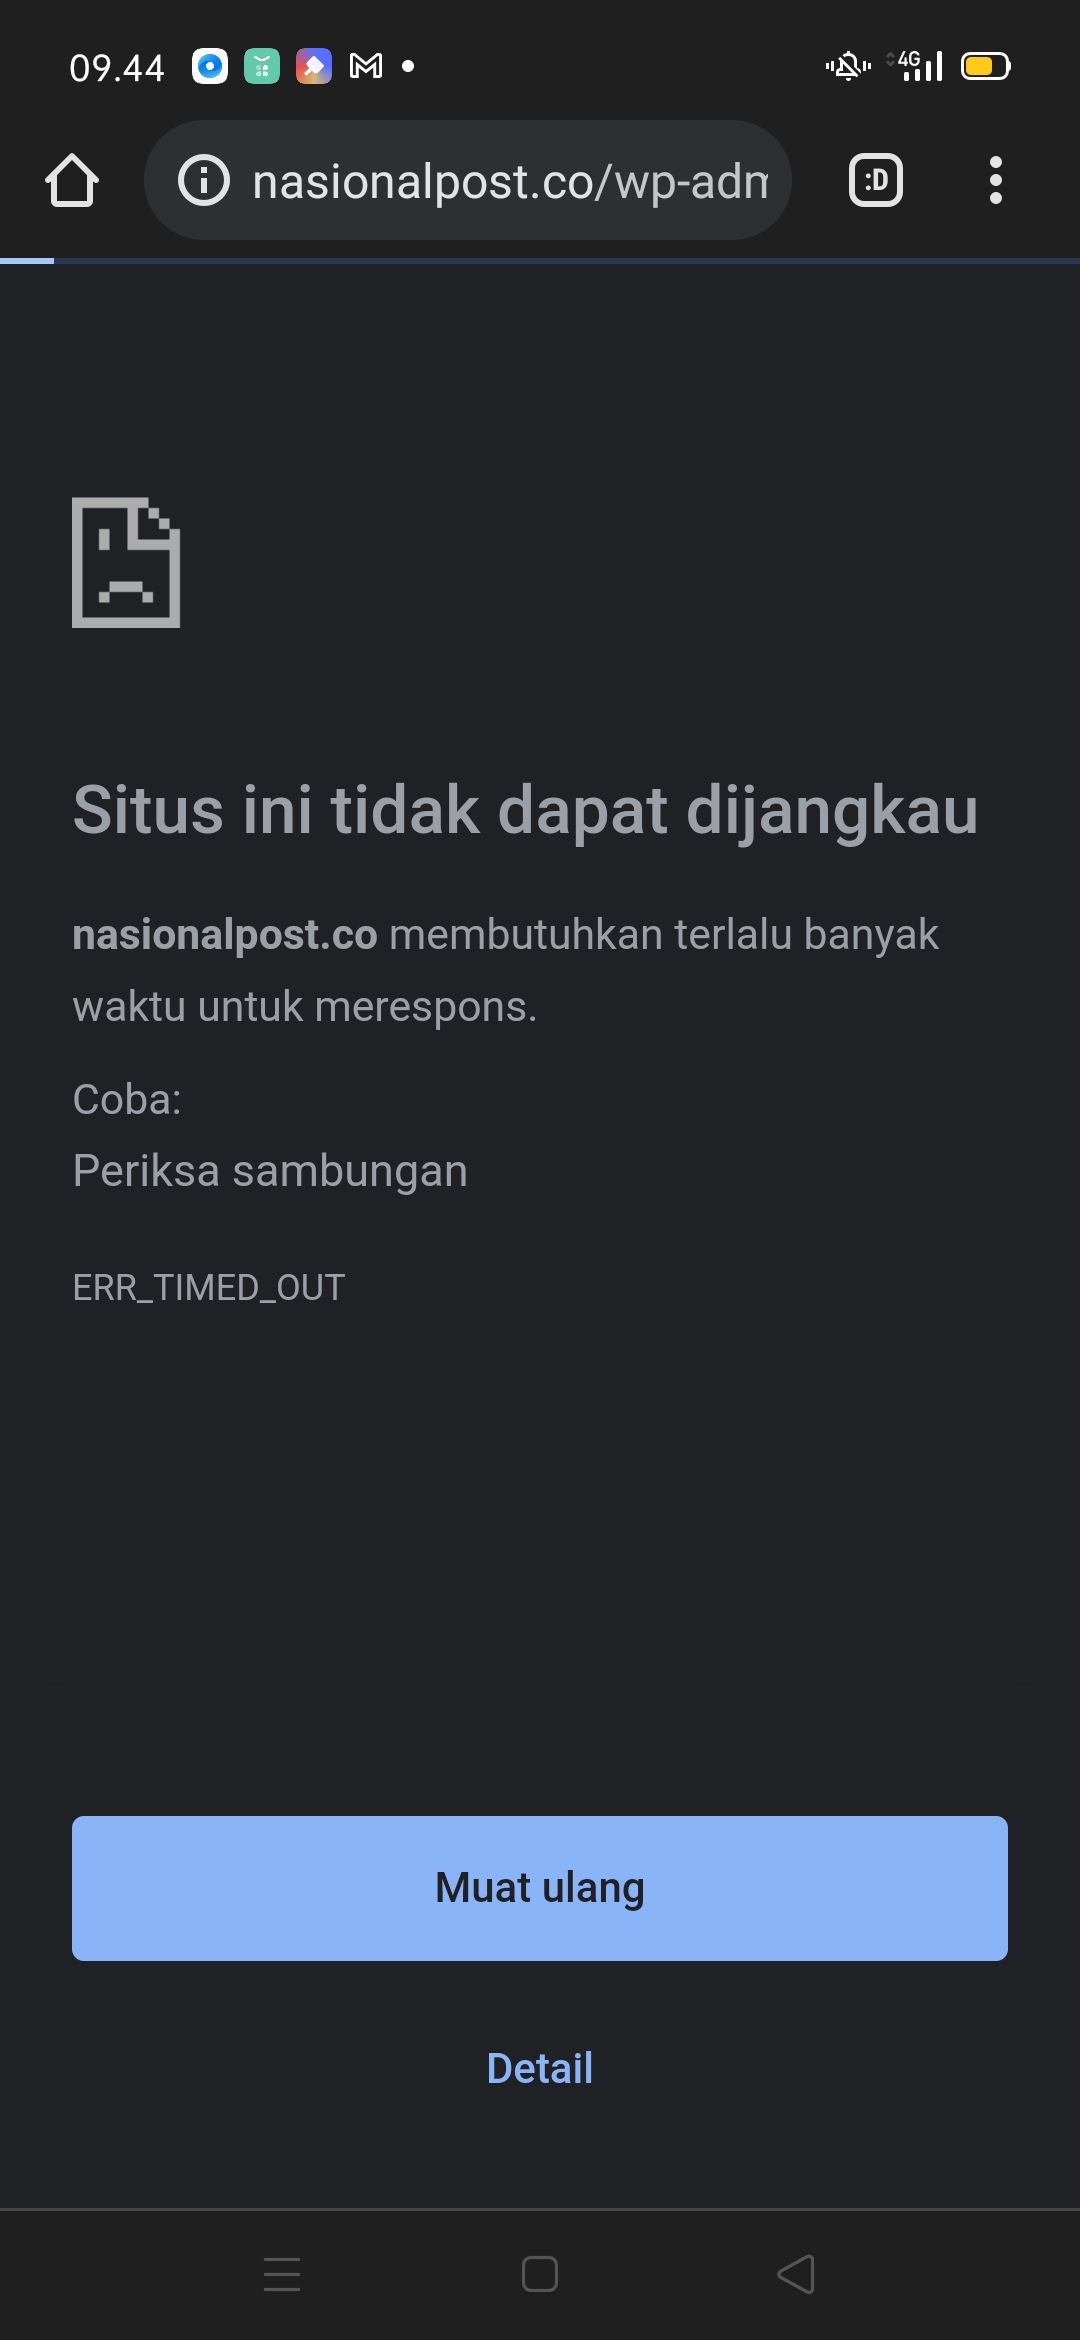 09.44
4G
nasionalpost.co/wp-adm
:D
Situs ini tidak dapat dijangkau
nasionalpost.co membutuhkan terlalu banyak
waktu untuk merespons.
Coba:
Periksa sambungan
ERR_TIMED_OUT
Muat ulang
Detail